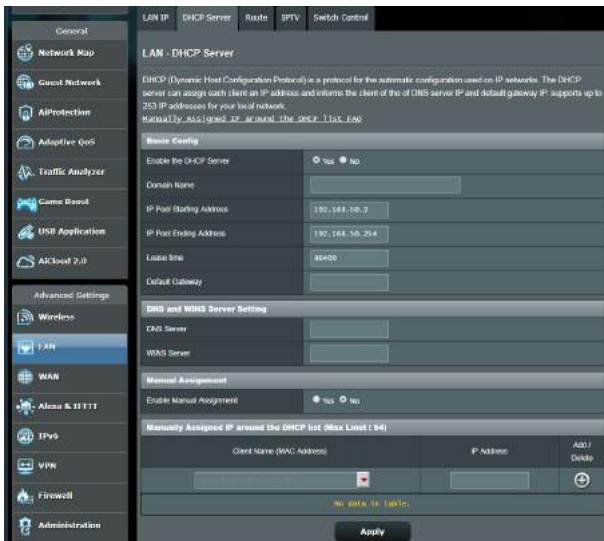 General
Network Map
Guest Network
AiProtection
Adaptive QoS
Traffic Analyzer
Game Boost
USB Application
AiCloud 2.0
Advanced Settings
Wireless
LAN
WAN
Alexa & IFTTT
IPv6
VPN
Firewall
Administration
LAN IP DHCP Server Route IPTV Switch Control
LAN - DHCP Server
DHCP (Dynamic Host Configuration Protocol) is a protocol for the automatic configuration used on IP networks. The DHCP
server can assign each client an IP address and informs the client of the of DNS server IP and default gateway IP. supports up to
253 IP addresses for your local network.
Manually Assigned IP around the DHCP list FAQ
Basic Config
Enable the DHCP Server Yes No
Domain Name
IP Pool Starting Address 192.168.50.2
IP Pool Ending Address 192.168.50.254
Lease time 86400
Default Gateway
DNS and WINS Server Setting
DNS Server
WINS Server
Manual Assignment
Enable Manual Assignment Yes No
Manually Assigned IP around the DHCP list (Max Limit : 64)
Client Name (MAC Address) IP Address Add / Delete
No data in table.
Apply